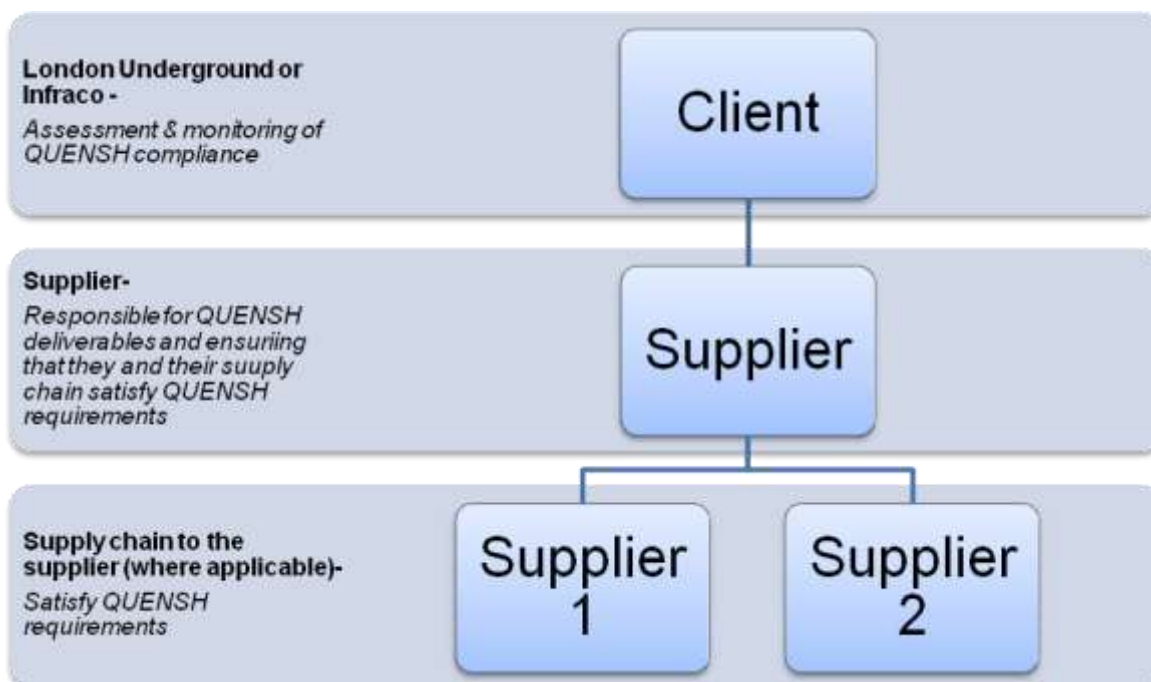 London Underground or
Infraco -
Assessment & monitoring of
QUENSH compliance
Client
Supplier-
Responsible for QUENSH
deliverables and ensuriing
that they and their suuply
chain satisfy QUENSH
requirements
Supplier
Supply chain to the
supplier (where applicable)-
Satisfy QUENSH
requirements
Supplier
1
Supplier
2